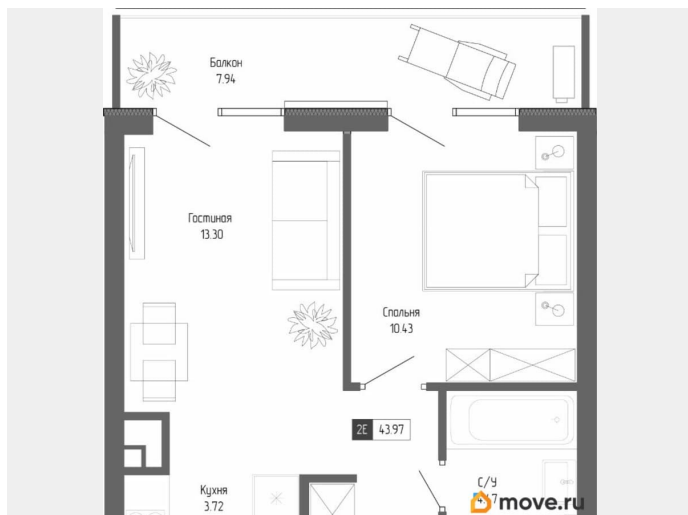 Балкон
7.94
Гостиная
13.30
Спальня
10.43
2Е 43.97
С/У
Кухня
3.72
move.ru